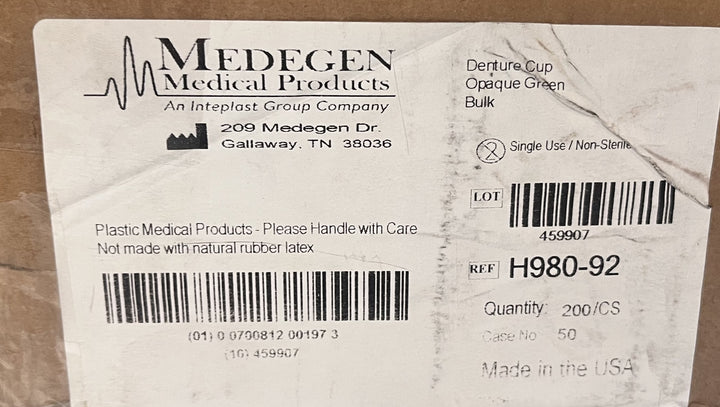 MEDEGEN
Medical Products
An Inteplast Group Company
209 Medegen Dr.
Gallaway, TN 38036
Plastic Medical Products - Please Handle with Care
Not made with natural rubber latex
(01) 0 0700812 00197 3
(10) 459907
Denture Cup
Opaque Green
Bulk
2 Single Use / Non-Sterile
LOT
459907
REF H980-92
Quantity: 200/CS
Case No 50
Made in the USA